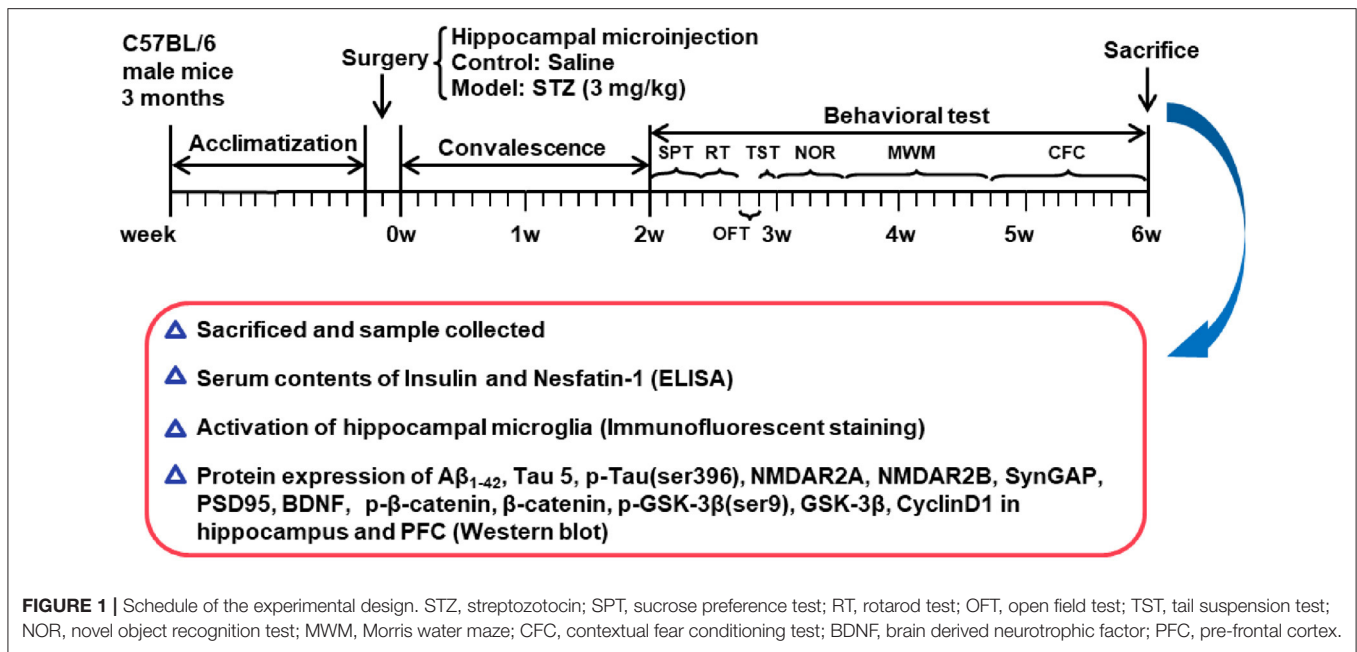 C57BL/6
male mice
3 months
Surgery
Hippocampal microinjection
Control: Saline
Model: STZ (3 mg/kg)
Sacrifice
Acclimatization
Convalescence
Behavioral test
SPT RT TST NOR MWM CFC
week 0w 1w 2w OFT 3w 4w 5w 6w
Δ Sacrificed and sample collected
Δ Serum contents of Insulin and Nesfatin-1 (ELISA)
Δ Activation of hippocampal microglia (Immunofluorescent staining)
Δ Protein expression of Aβ1-42, Tau 5, p-Tau(ser396), NMDAR2A, NMDAR2B, SynGAP,
PSD95, BDNF, p-β-catenin, β-catenin, p-GSK-3β(ser9), GSK-3β, CyclinD1 in
hippocampus and PFC (Western blot)
FIGURE 1 | Schedule of the experimental design. STZ, streptozotocin; SPT, sucrose preference test; RT, rotarod test; OFT, open field test; TST, tail suspension test;
NOR, novel object recognition test; MWM, Morris water maze; CFC, contextual fear conditioning test; BDNF, brain derived neurotrophic factor; PFC, pre-frontal cortex.